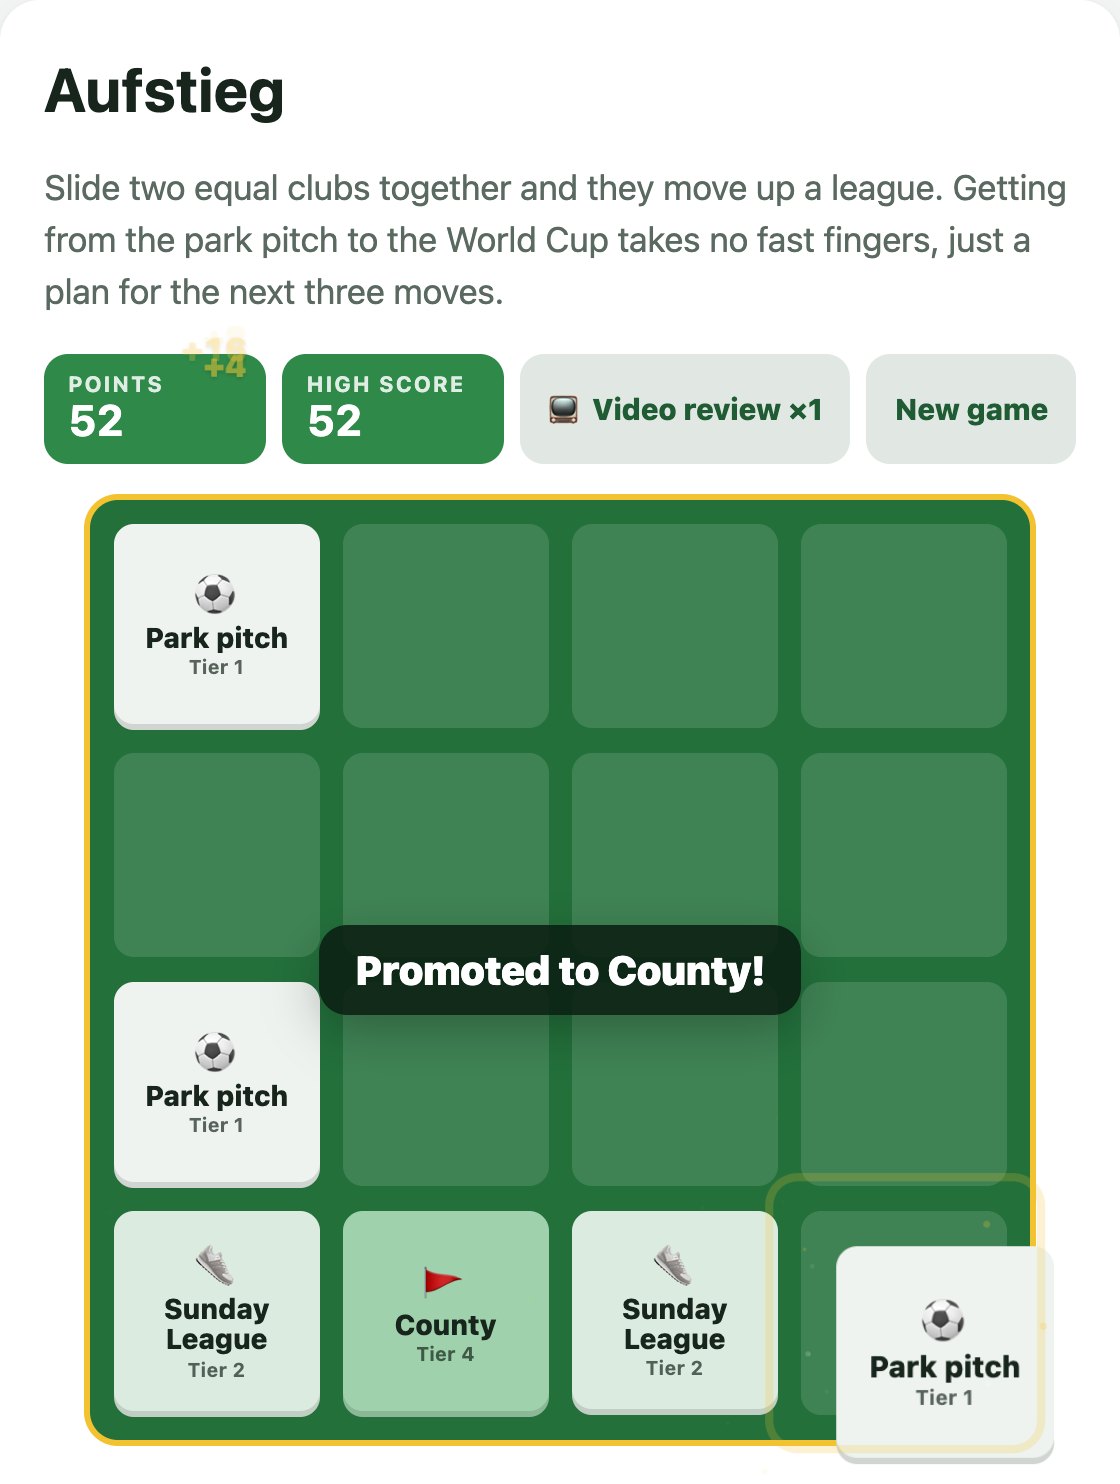 Aufstieg
Slide two equal clubs together and they move up a league. Getting
from the park pitch to the World Cup takes no fast fingers, just a
plan for the next three moves.
+4
POINTS
52
HIGH SCORE
52
Video review ×1
New game
Park pitch
Tier 1
Promoted to County!
Park pitch
Tier 1
Sunday
League
Tier 2
County
Tier 4
Sunday
League
Tier 2
Park pitch
Tier 1